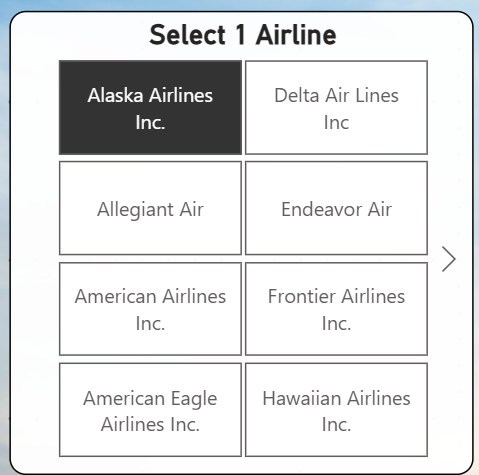 Select 1 Airline
Alaska Airlines
Inc.
Delta Air Lines
Inc
Allegiant Air
Endeavor Air
American Airlines
Inc.
Frontier Airlines
Inc.
American Eagle
Airlines Inc.
Hawaiian Airlines
Inc.